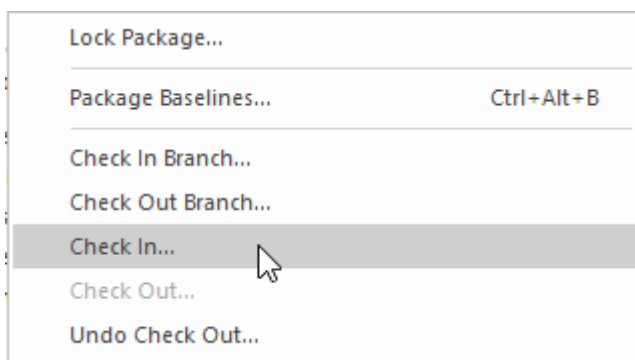 Lock Package...
Package Baselines... Ctrl+Alt+B
Check In Branch...
Check Out Branch...
Check In...
Check Out...
Undo Check Out...